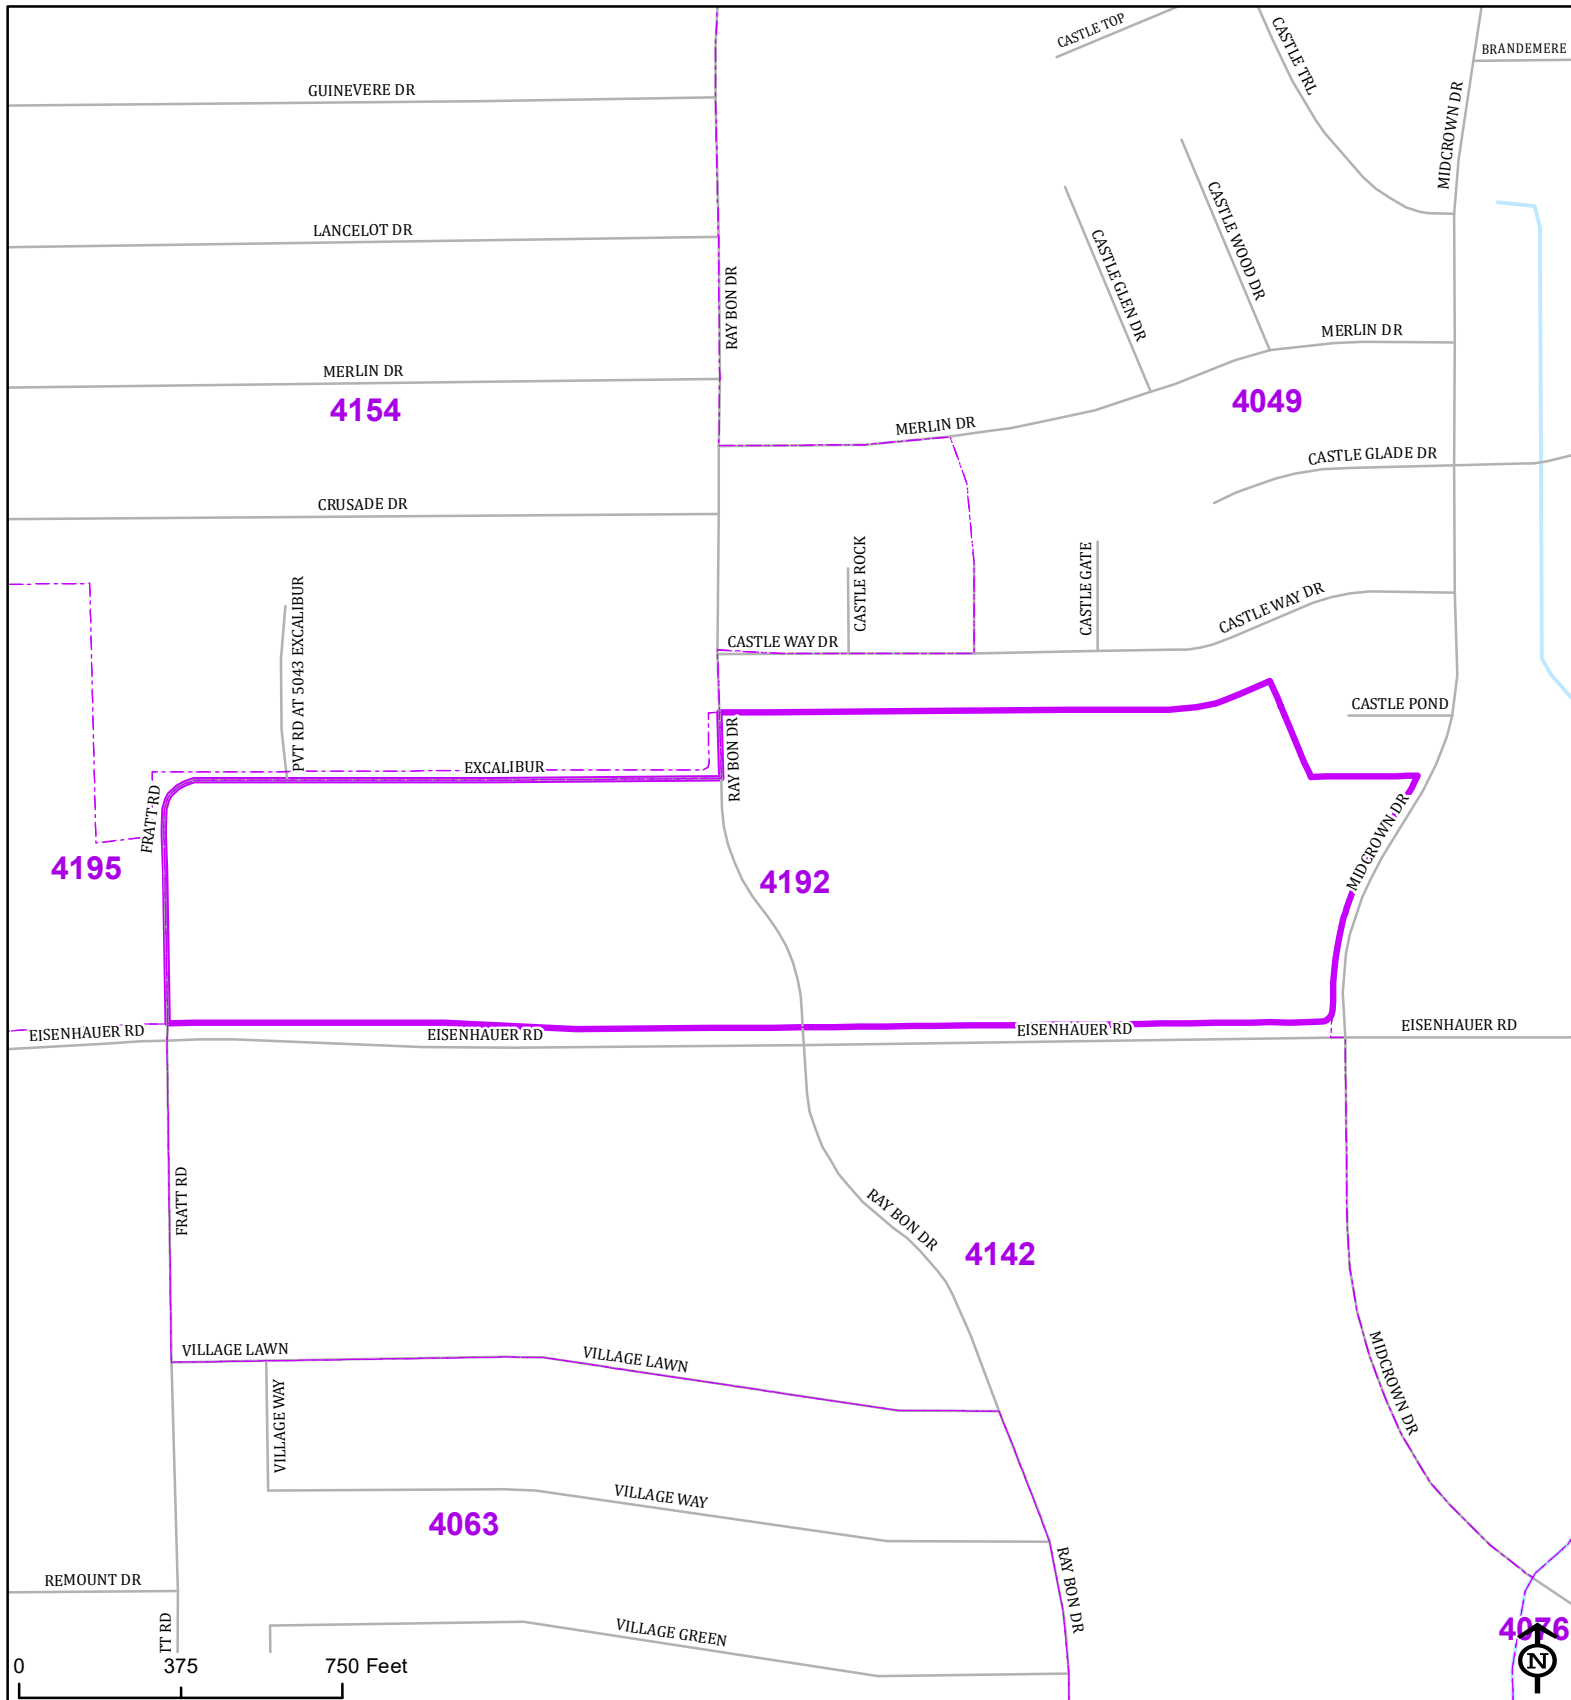 CASTLE TOP
CASTLE TRL
BRANDEMERE
GUINEVERE DR
MIDCROWN DR
LANCELOT DR
CASTLE WOOD DR
CASTLE GLEN DR
RAY BON DR
MERLIN DR
MERLIN DR
4154
4049
MERLIN DR
CASTLE GLADE DR
CRUSADE DR
CASTLE ROCK
CASTLE GATE
PVT RD AT 5043 EXCALIBUR
CASTLE WAY DR
CASTLE WAY DR
CASTLE POND
RAY BON DR
EXCALIBUR
FRATT RD
MIDCROWN DR
4195
4192
EISENHAUER RD
EISENHAUER RD
EISENHAUER RD
EISENHAUER RD
FRATT RD
RAY BON DR
4142
VILLAGE LAWN
VILLAGE LAWN
MIDCROWN DR
VILLAGE WAY
VILLAGE WAY
4063
RAY BON DR
REMOUNT DR
TT RD
VILLAGE GREEN
4076
N
0 375 750 Feet